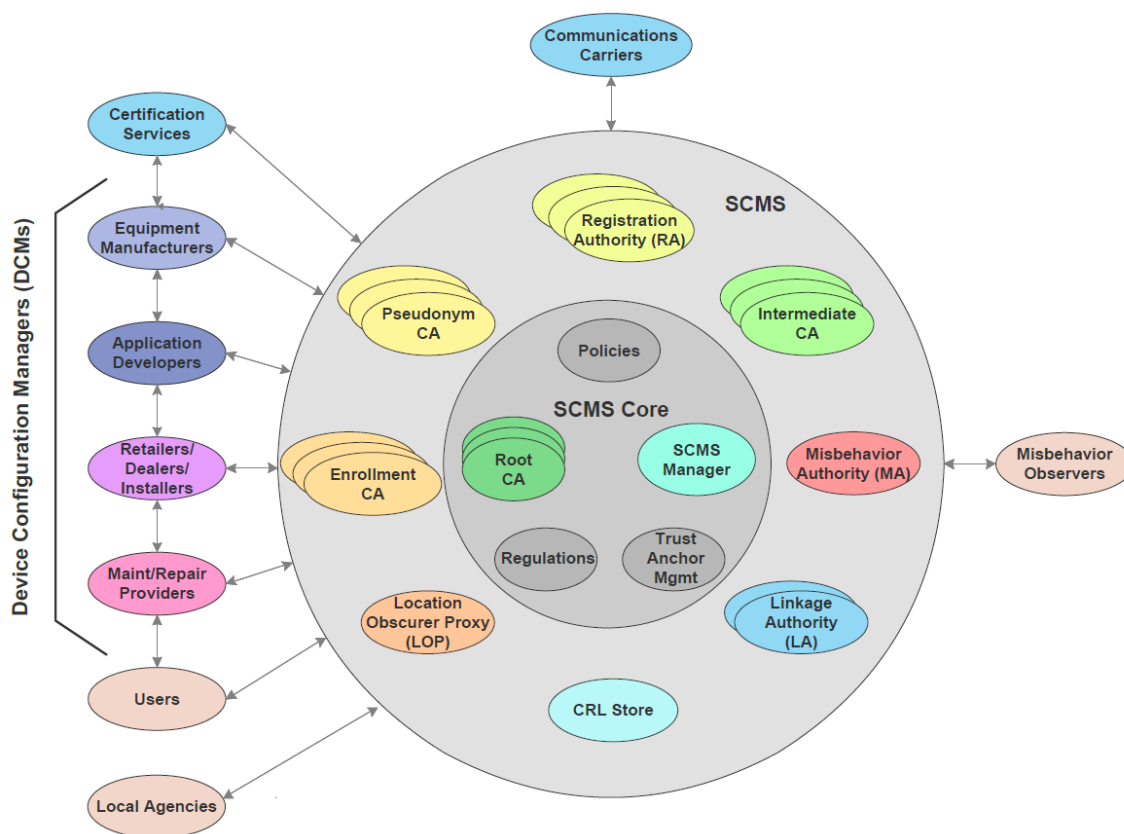 Communications
Carriers
Certification
Services
Device Configuration Managers (DCMs)
Equipment
Manufacturers
Application
Developers
Retailers/
Dealers/
Installers
Maint/Repair
Providers
Users
Local Agencies
SCMS
Registration
Authority (RA)
Pseudonym
CA
Intermediate
CA
Policies
SCMS Core
Root
CA
SCMS
Manager
Enrollment
CA
Misbehavior
Authority (MA)
Misbehavior
Observers
Regulations
Trust
Anchor
Mgmt
Location
Obscurer Proxy
(LOP)
Linkage
Authority
(LA)
CRL Store